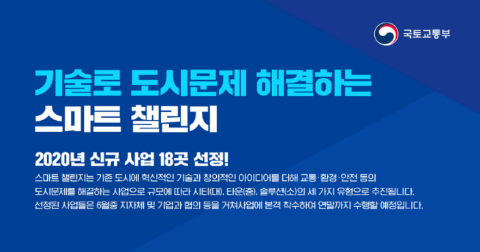 국토교통부
기술로 도시문제 해결하는
스마트 챌린지
2020년 신규 사업 18곳 선정!
스마트 챌린지는 기존 도시에 혁신적인 기술과 창의적인 아이디어를 더해 교통·환경·안전 등의
도시문제를 해결하는 사업으로 규모에 따라 시티(대), 타운(중), 솔루션(소)의 세 가지 유형으로 추진됩니다.
선정된 사업들은 6월중 지자체 및 기업과 협의 등을 거쳐사업에 본격 착수하여 연말까지 수행할 예정입니다.